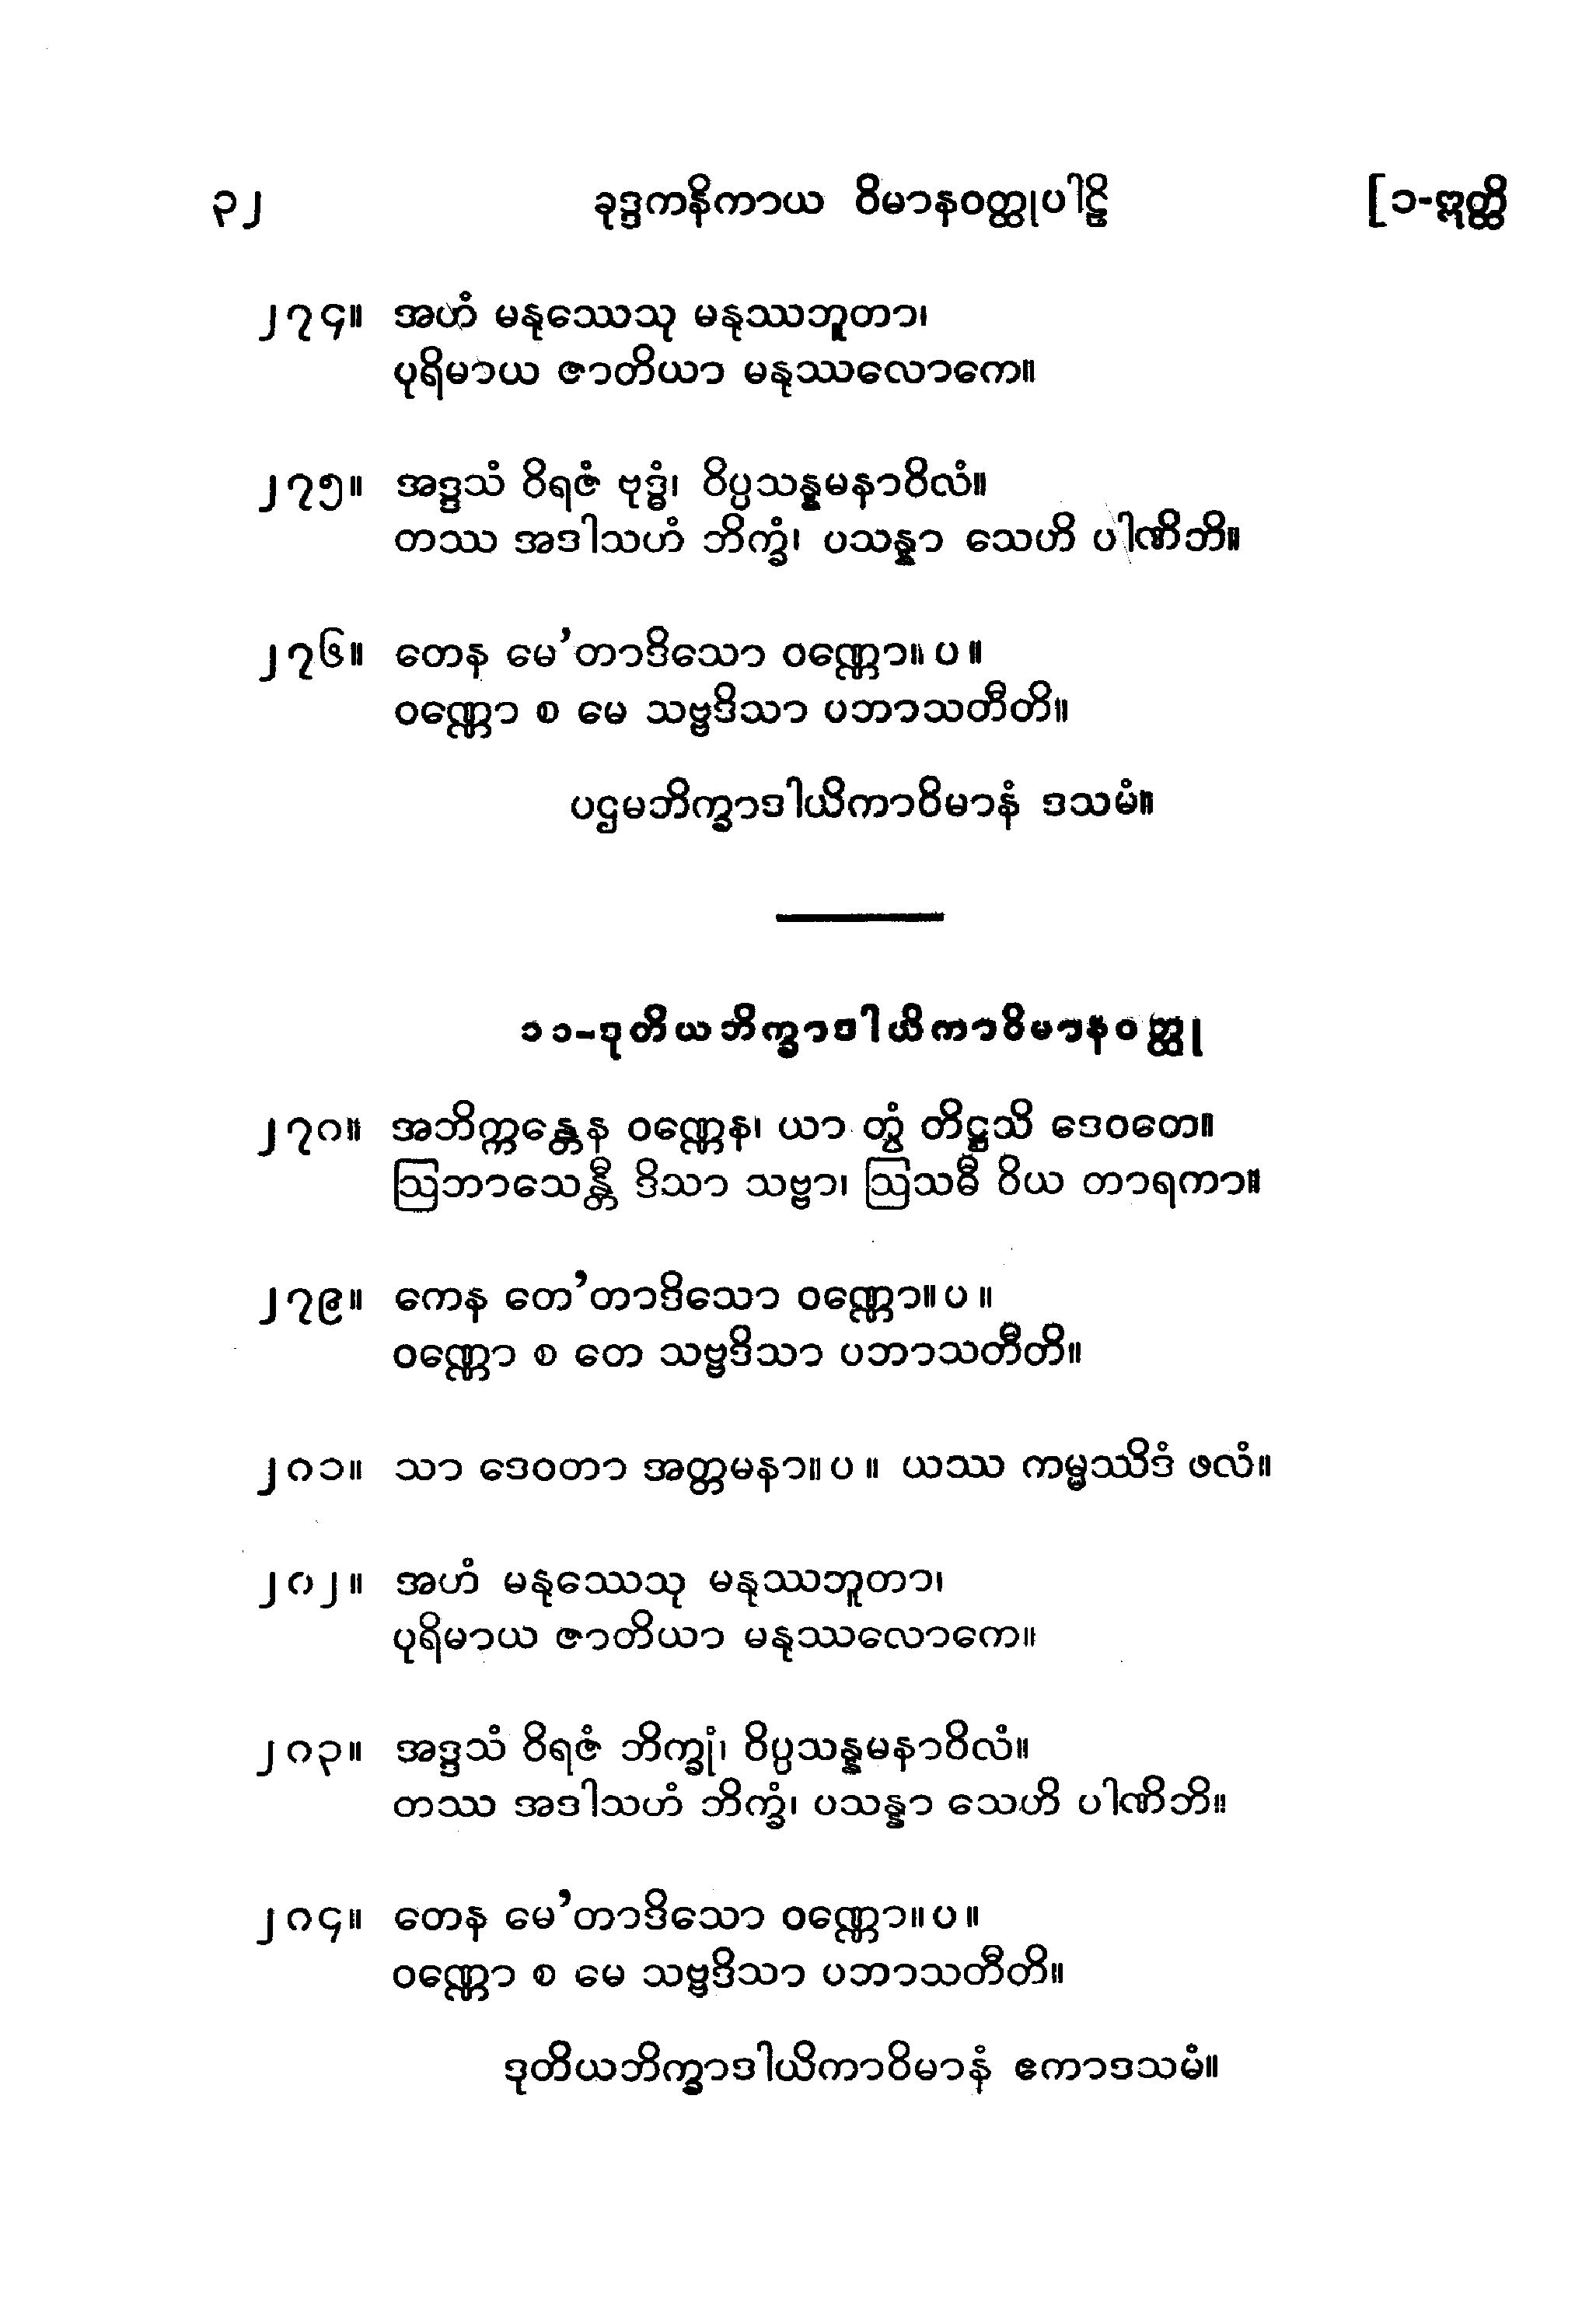 ၃၂ ခုဒ္ဒကနိကာယ ဝိမာနဝတ္ထုပါဠိ [၁-ဣတ္ထိ
၂၇၄။ အဟံ မနုဿေသု မနုဿဘူတာ၊
ပုရိမာယ ဇာတိယာ မနုဿလောကေ။
၂၇၅။ အဒ္ဒသံ ဝိရဇံ ဗုဒ္ဓံ၊ ဝိပ္ပသန္နမနာဝိလံ။
တဿ အဒါသဟံ ဘိက္ခံ၊ ပသန္နာ သေဟိ ပါဏိဘိ။
၂၇၆။ တေန မေ’တာဒိသော ဝဏ္ဏော။ ပ ။
ဝဏ္ဏော စ မေ သဗ္ဗဒိသာ ပဘာသတီတိ။
ပဌမဘိက္ခာဒါယိကာဝိမာနံ ဒသမံ။
၁၁-ဒုတိယဘိက္ခာဒါယိကာဝိမာနဝတ္ထု
၂၇၈။ အဘိက္ကန္တေန ဝဏ္ဏေန၊ ယာ တွံ တိဋ္ဌသိ ဒေဝတေ။
ဩဘာသေန္တီ ဒိသာ သဗ္ဗာ၊ ဩသဓီ ဝိယ တာရကာ။
၂၇၉။ ကေန တေ’တာဒိသော ဝဏ္ဏော။ ပ ။
ဝဏ္ဏော စ တေ သဗ္ဗဒိသာ ပဘာသတီတိ။
၂၈၁။ သာ ဒေဝတာ အတ္တမနာ။ ပ ။ ယဿ ကမ္မဿိဒံ ဖလံ။
၂၈၂။ အဟံ မနုဿေသု မနုဿဘူတာ၊
ပုရိမာယ ဇာတိယာ မနုဿလောကေ။
၂၈၃။ အဒ္ဒသံ ဝိရဇံ ဘိက္ခုံ၊ ဝိပ္ပသန္နမနာဝိလံ။
တဿ အဒါသဟံ ဘိက္ခံ၊ ပသန္နာ သေဟိ ပါဏိဘိ။
၂၈၄။ တေန မေ’တာဒိသော ဝဏ္ဏော။ ပ ။
ဝဏ္ဏော စ မေ သဗ္ဗဒိသာ ပဘာသတီတိ။
ဒုတိယဘိက္ခာဒါယိကာဝိမာနံ ဧကာဒသမံ။